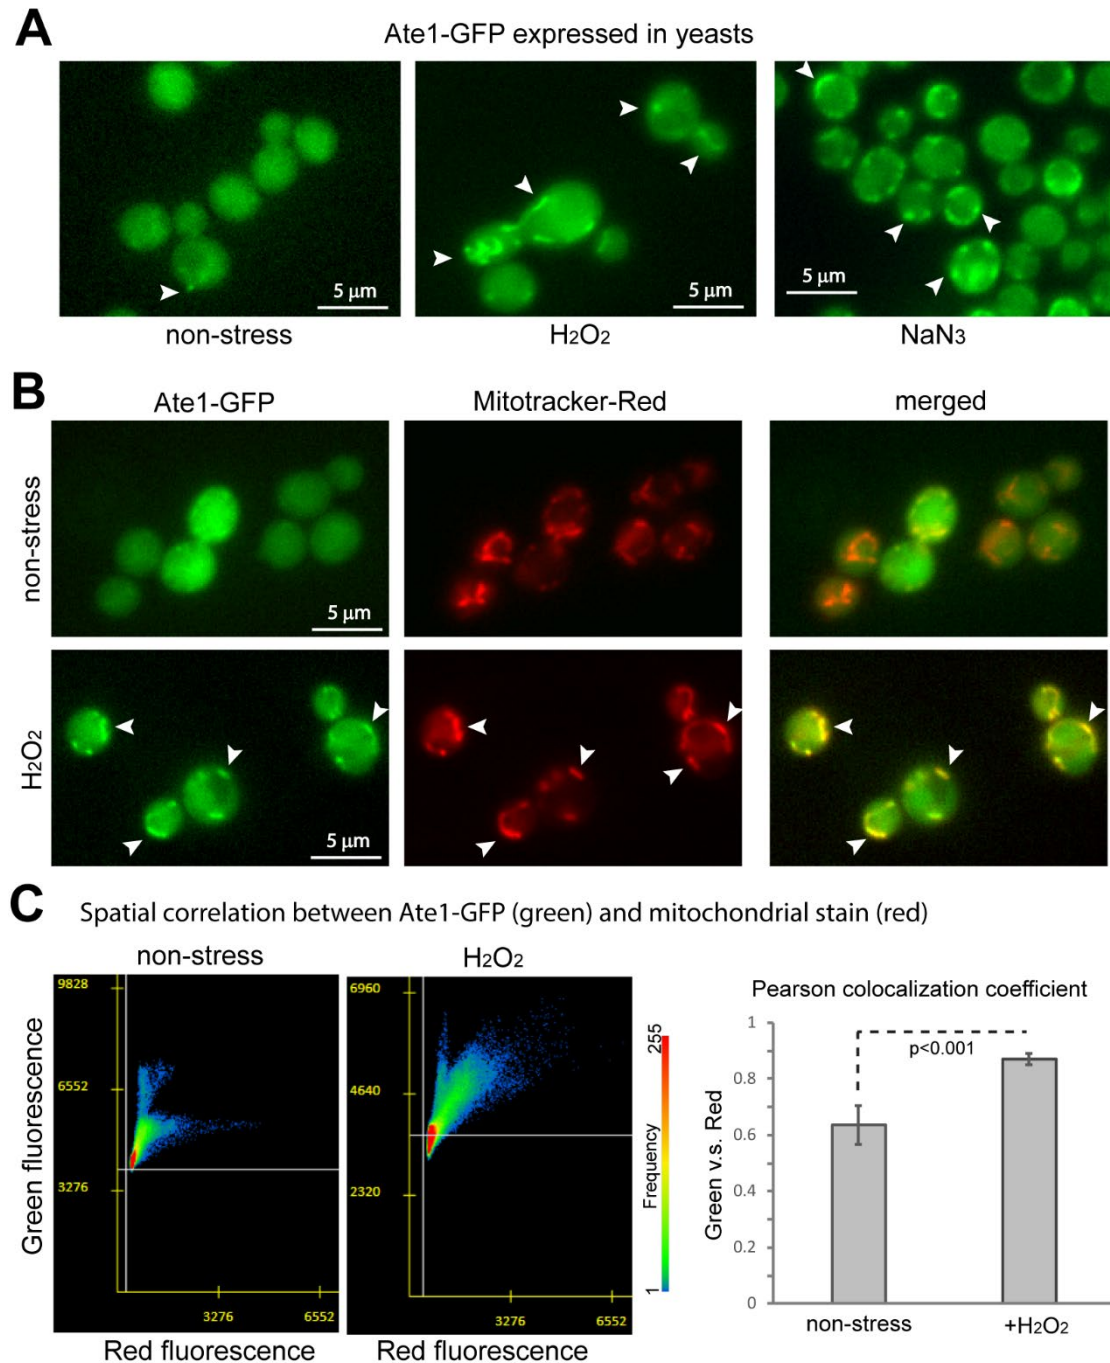 A
Ate1-GFP expressed in yeasts
5 μm
5 μm
5 μm
non-stress
H2O2
NaN3
B
Ate1-GFP
Mitotracker-Red
merged
non-stress
5 μm
H2O2
5 μm
C
Spatial correlation between Ate1-GFP (green) and mitochondrial stain (red)
non-stress
H2O2
Green fluorescence
9828
6552
3276
3276
6552
Red fluorescence
6960
4640
2320
3276
6552
Red fluorescence
255
Frequency
1
Pearson colocalization coefficient
Green v.s. Red
1
0.8
0.6
0.4
0.2
0
p<0.001
non-stress
+H2O2